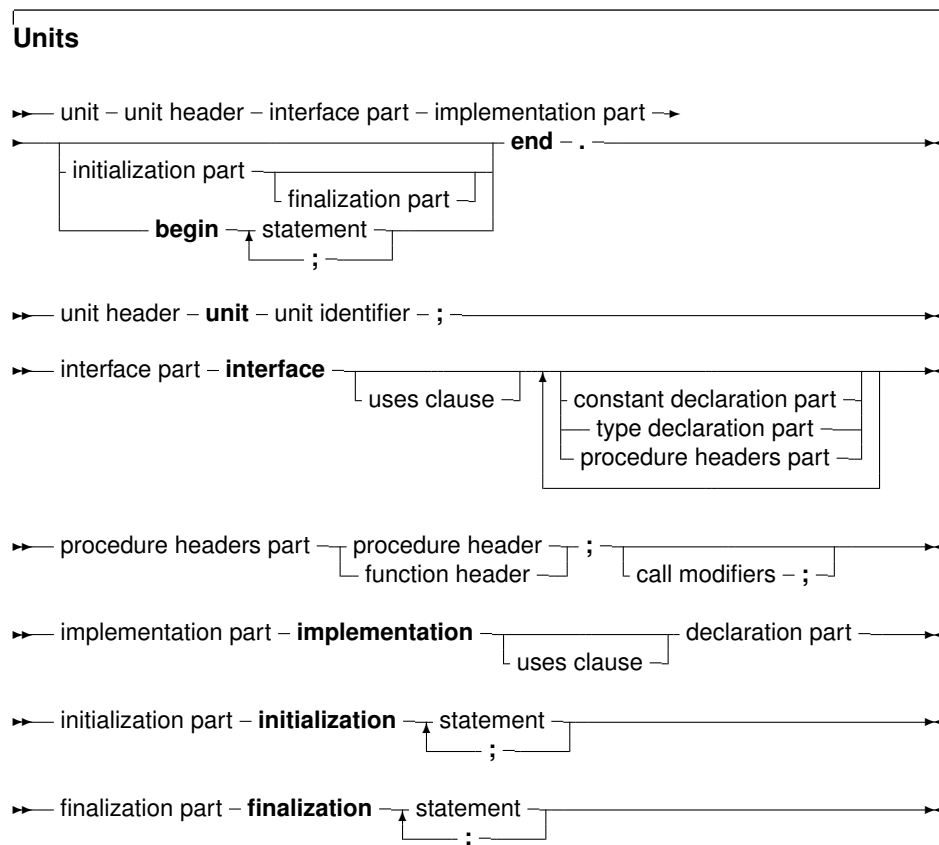 Units
unit – unit header – interface part – implementation part
end – .
initialization part
finalization part
begin – statement
;
unit header – unit – unit identifier – ;
interface part – interface
uses clause
constant declaration part
type declaration part
procedure headers part
procedure headers part – procedure header ;
function header
call modifiers – ;
implementation part – implementation declaration part
uses clause
initialization part – initialization statement
;
finalization part – finalization statement
;